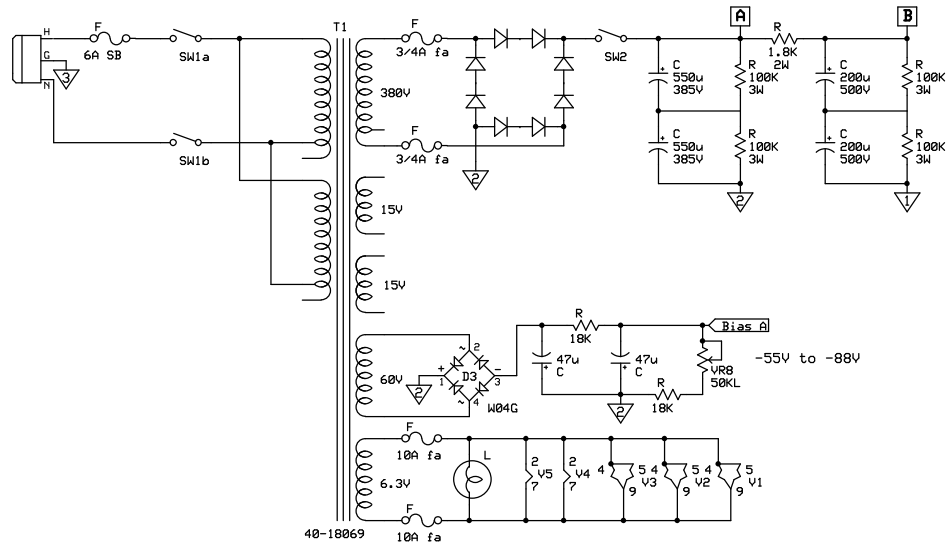 T1
A
B
H
F
6A SB
SW1a
G
3
N
SW1b
F
3/4A fa
380V
F
3/4A fa
SW2
2
R
1.8K
2W
C
550u
385V
R
100K
3W
C
200u
500V
R
100K
3W
C
550u
385V
R
100K
3W
C
200u
500V
R
100K
3W
2
1
15V
15V
60V
~
2
+
1
D3
-
3
~
4
W04G
2
R
18K
47u
C
47u
C
Bias A
-55V to -88V
VR8
50KL
R
18K
2
F
10A fa
6.3V
L
2
V5
7
2
V4
7
4
5
V3
9
4
5
V2
9
4
5
V1
9
F
10A fa
40-18069